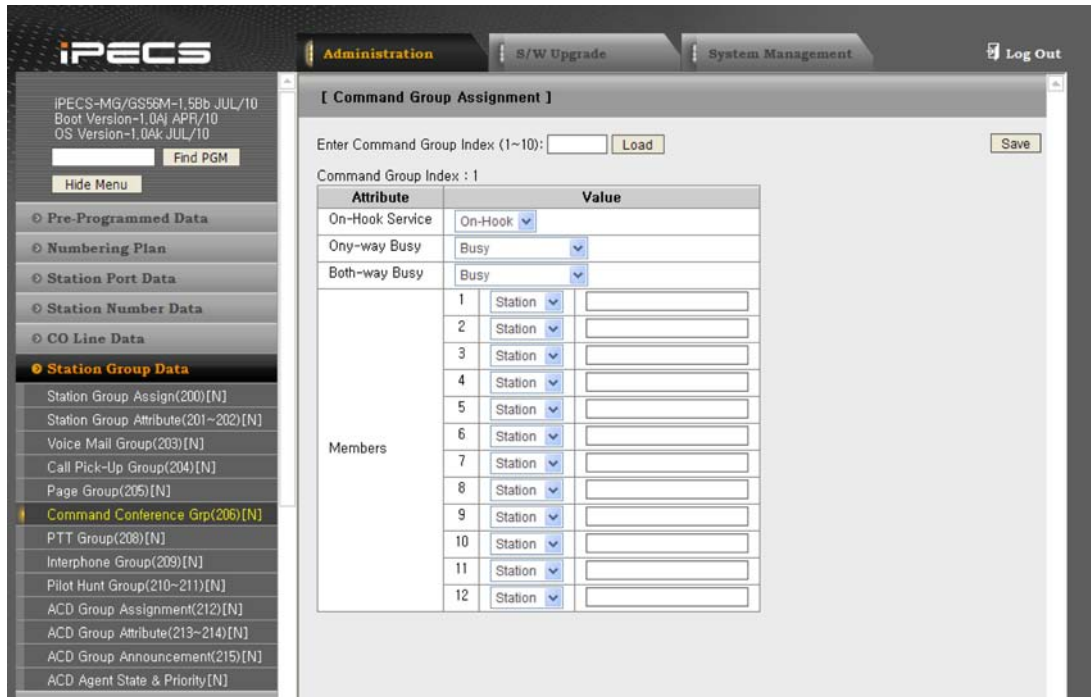 iPECS
Administration
S/W Upgrade
System Management
Log Out
iPECS-MG/GS56M-1.5Bb JUL/10
Boot Version-1.0Aj APR/10
OS Version-1.0Ak JUL/10
Find PGM
Hide Menu
Pre-Programmed Data
Numbering Plan
Station Port Data
Station Number Data
CO Line Data
Station Group Data
Station Group Assign(200)[N]
Station Group Attribute(201~202)[N]
Voice Mail Group(203)[N]
Call Pick-Up Group(204)[N]
Page Group(205)[N]
Command Conference Grp(206)[N]
PTT Group(208)[N]
Interphone Group(209)[N]
Pilot Hunt Group(210~211)[N]
ACD Group Assignment(212)[N]
ACD Group Attribute(213~214)[N]
ACD Group Announcement(215)[N]
ACD Agent State & Priority[N]
[ Command Group Assignment ]
Enter Command Group Index (1~10): Load Save
Command Group Index : 1
Attribute Value
On-Hook Service On-Hook
Ony-way Busy Busy
Both-way Busy Busy
Members
1 Station
2 Station
3 Station
4 Station
5 Station
6 Station
7 Station
8 Station
9 Station
10 Station
11 Station
12 Station